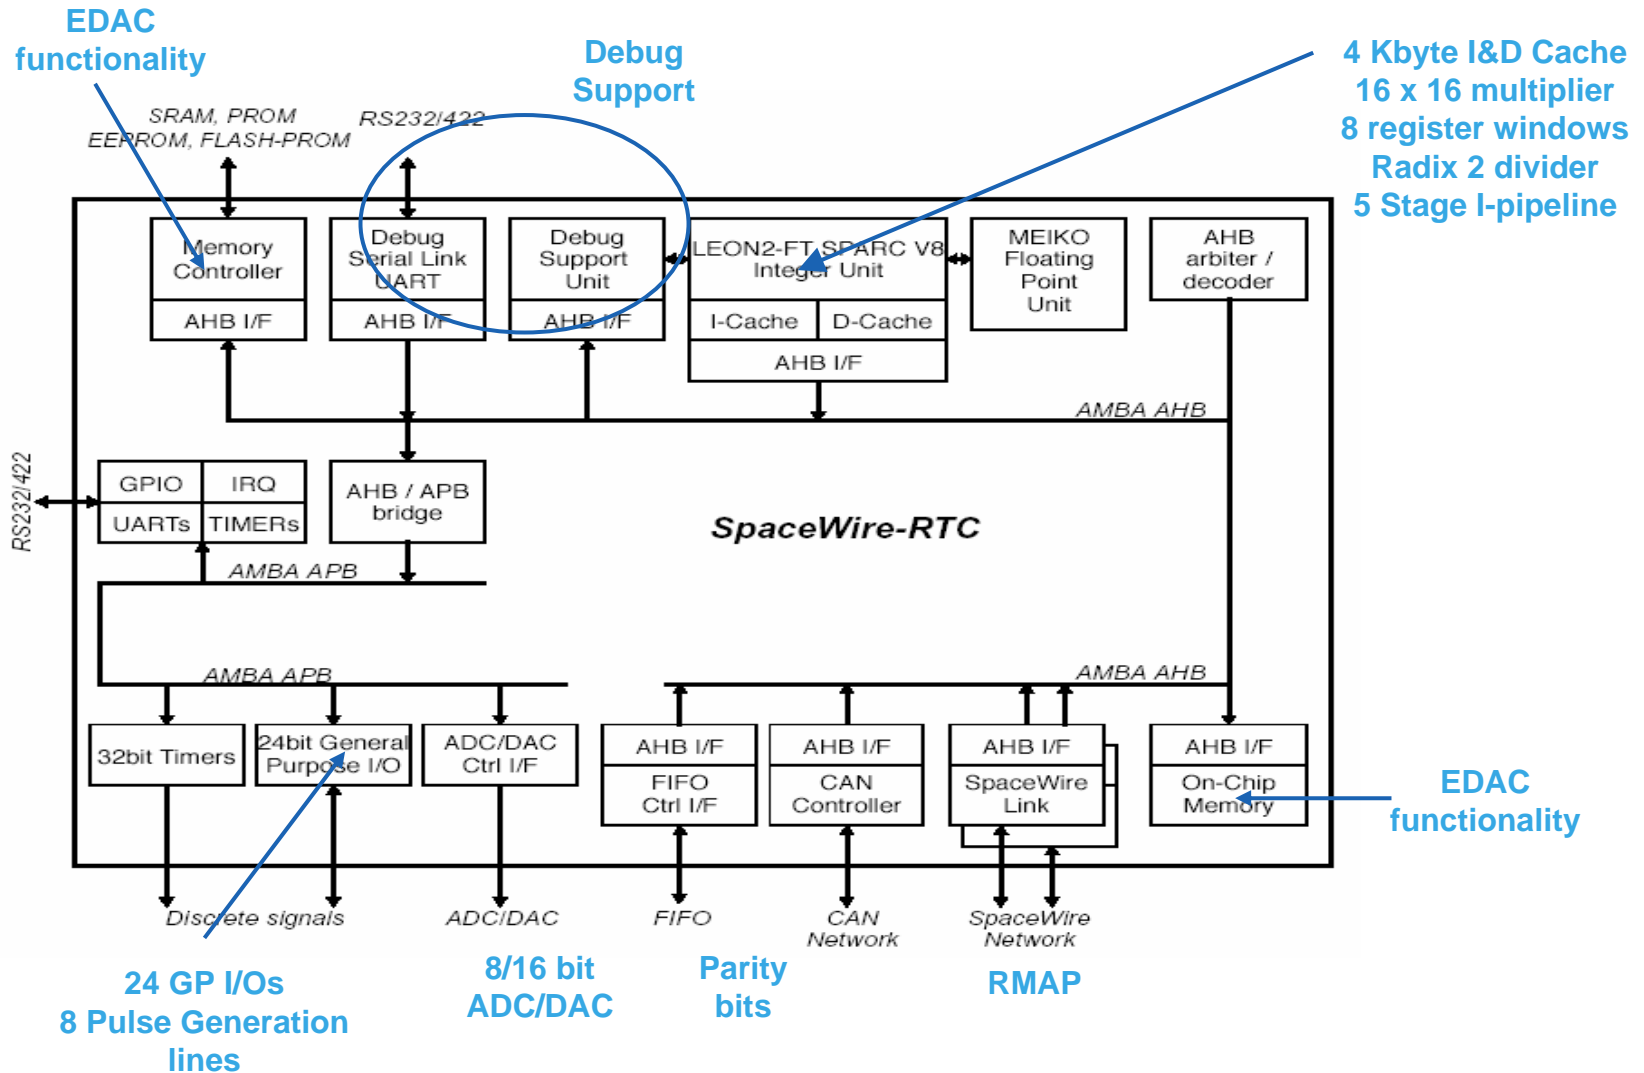 EDAC
functionality
Debug
Support
4 Kbyte I&D Cache
16 x 16 multiplier
8 register windows
Radix 2 divider
5 Stage I-pipeline
SRAM, PROM
EEPROM, FLASH-PROM
RS232/422
Memory
Controller
AHB I/F
Debug
Serial Link
UART
AHB I/F
Debug
Support
Unit
AHB I/F
LEON2-FT SPARC V8
Integer Unit
I-Cache
D-Cache
AHB I/F
MEIKO
Floating
Point
Unit
AHB
arbiter /
decoder
AMBA AHB
RS232/422
GPIO
IRQ
UARTs
TIMERs
AHB / APB
bridge
SpaceWire-RTC
AMBA APB
AMBA APB
AMBA AHB
32bit Timers
24bit General
Purpose I/O
ADC/DAC
Ctrl I/F
AHB I/F
FIFO
Ctrl I/F
AHB I/F
CAN
Controller
AHB I/F
SpaceWire
Link
AHB I/F
On-Chip
Memory
EDAC
functionality
Discrete signals
ADC/DAC
FIFO
CAN
Network
SpaceWire
Network
24 GP I/Os
8 Pulse Generation
lines
8/16 bit
ADC/DAC
Parity
bits
RMAP